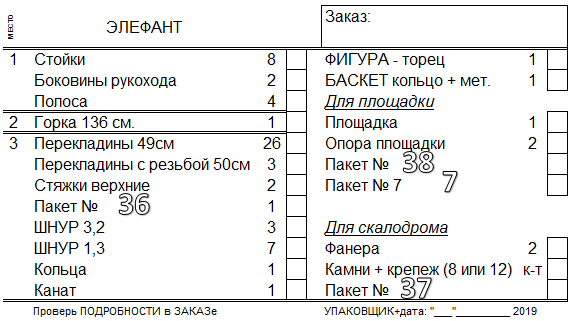 МЕСТО
ЭЛЕФАНТ
1 Стойки 8
Боковины рукохода 2
Полоса 4
2 Горка 136 см. 1
3 Перекладины 49см 26
Перекладины с резьбой 50см 3
Стяжки верхние 2
Пакет № 36 1
ШНУР 3,2 3
ШНУР 1,3 7
Кольца 1
Канат 1
Проверь ПОДРОБНОСТИ в ЗАКАЗе
Заказ:
ФИГУРА - торец 1
БАСКЕТ кольцо + мет. 1
Для площадки
Площадка 1
Опора площадки 2
Пакет № 38
Пакет № 7 7
Для скалодрома
Фанера 2
Камни + крепеж (8 или 12) к-т
Пакет № 37
УПАКОВЩИК+дата: "___"__________ 2019